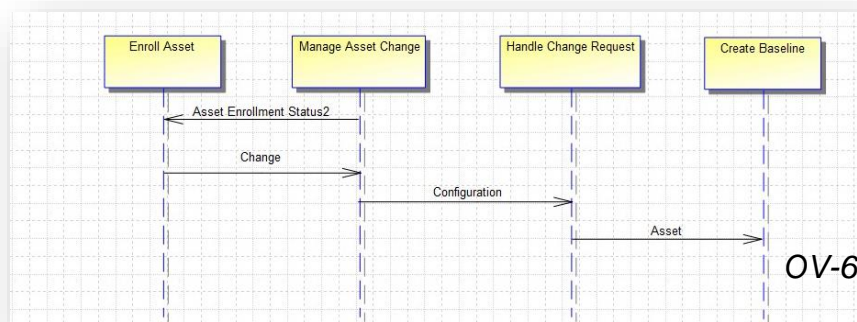 Enroll Asset
Manage Asset Change
Handle Change Request
Create Baseline
Asset Enrollment Status2
Change
Configuration
Asset
OV-6